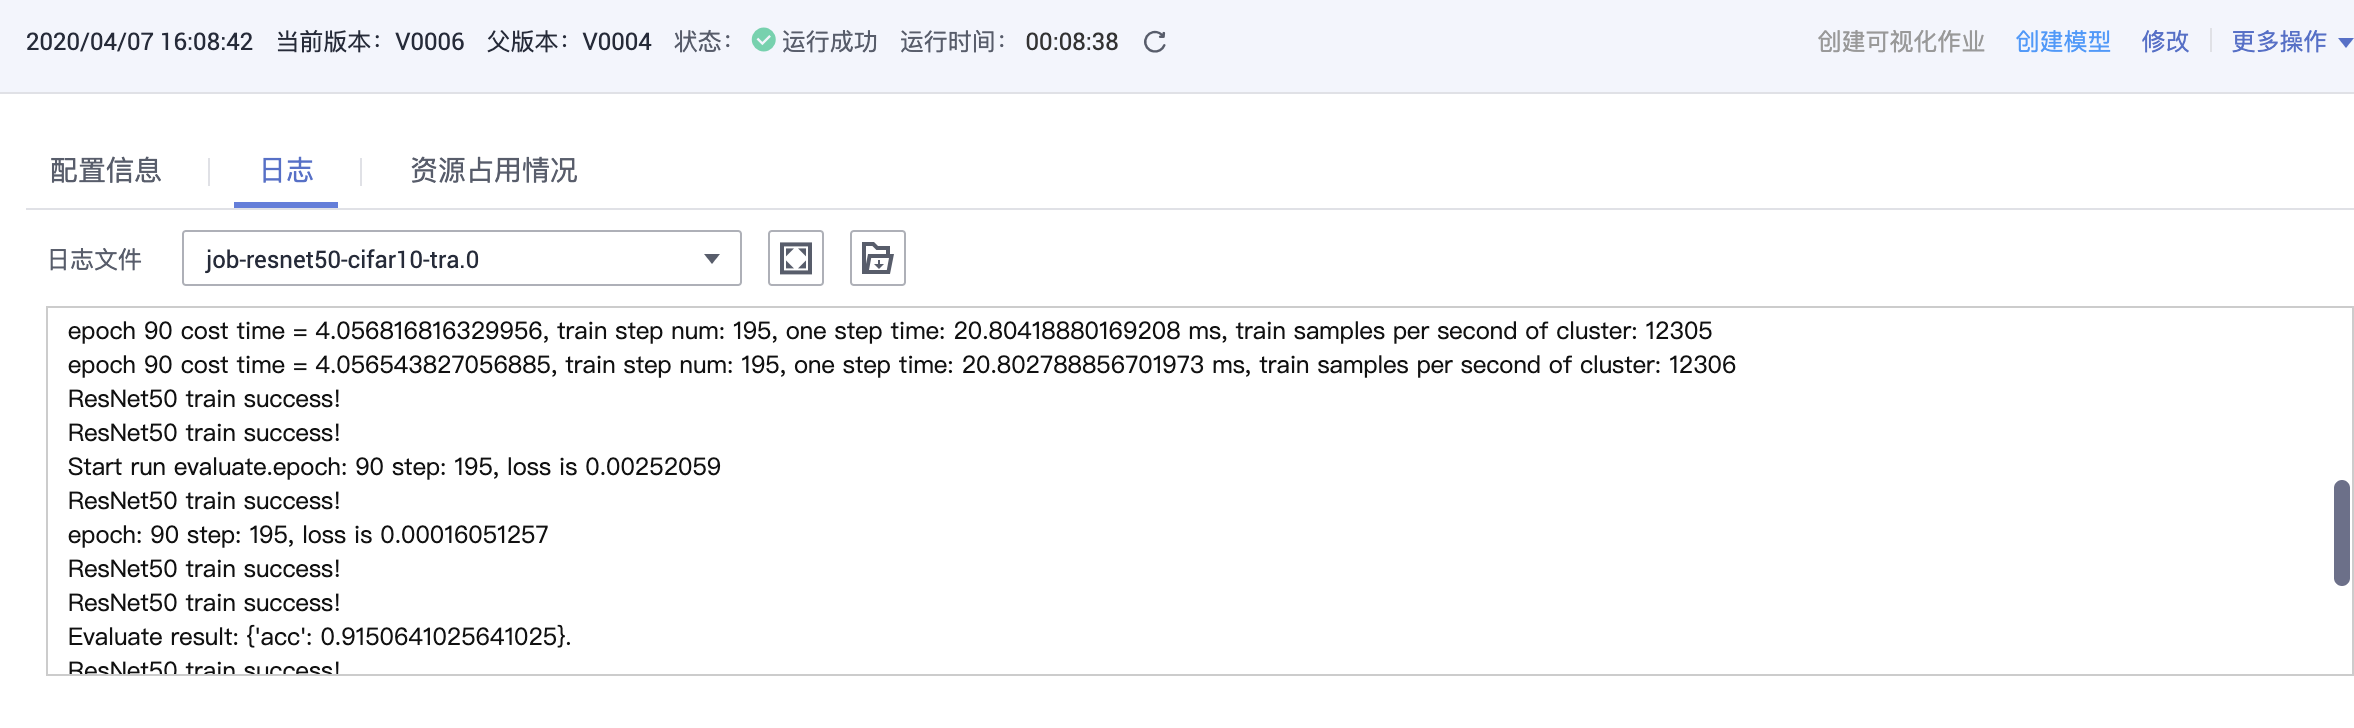 2020/04/07 16:08:42 当前版本： V0006 父版本： V0004 状态： 运行成功 运行时间： 00:08:38 创建可视化作业 创建模型 修改 更多操作
配置信息 日志 资源占用情况
日志文件 job-resnet50-cifar10-tra.0
epoch 90 cost time = 4.056816816329956, train step num: 195, one step time: 20.80418880169208 ms, train samples per second of cluster: 12305
epoch 90 cost time = 4.056543827056885, train step num: 195, one step time: 20.802788856701973 ms, train samples per second of cluster: 12306
ResNet50 train success!
ResNet50 train success!
Start run evaluate.epoch: 90 step: 195, loss is 0.00252059
ResNet50 train success!
epoch: 90 step: 195, loss is 0.00016051257
ResNet50 train success!
ResNet50 train success!
Evaluate result: {'acc': 0.9150641025641025}.
ResNet50 train success!